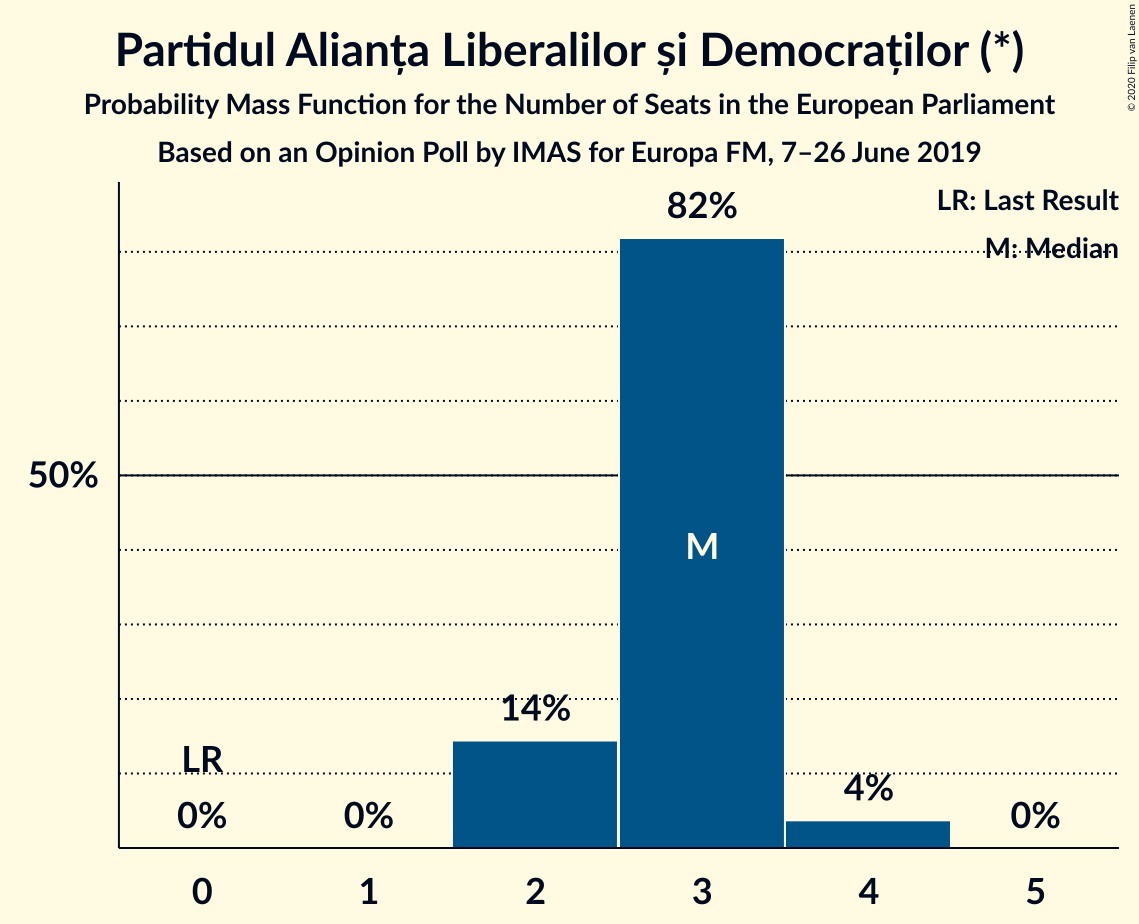 Partidul Alianța Liberalilor și Democraților (*)
Probability Mass Function for the Number of Seats in the European Parliament
Based on an Opinion Poll by IMAS for Europa FM, 7–26 June 2019
© 2020 Filip van Laenen
LR: Last Result
M: Median
82%
50%
M
14%
LR
4%
0%
0%
0%
0 1 2 3 4 5